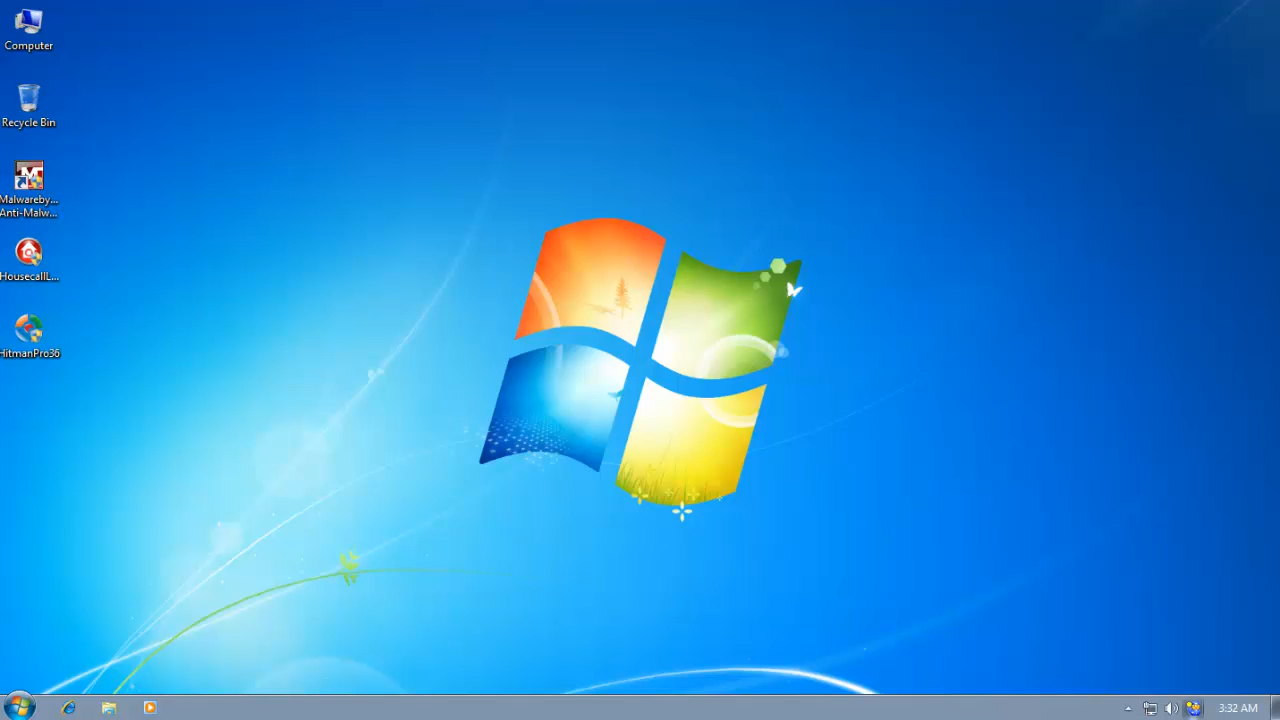 Computer
Recycle Bin
Malwareby...
Anti-Malw...
HousecallL...
HitmanPro36
3:32 AM